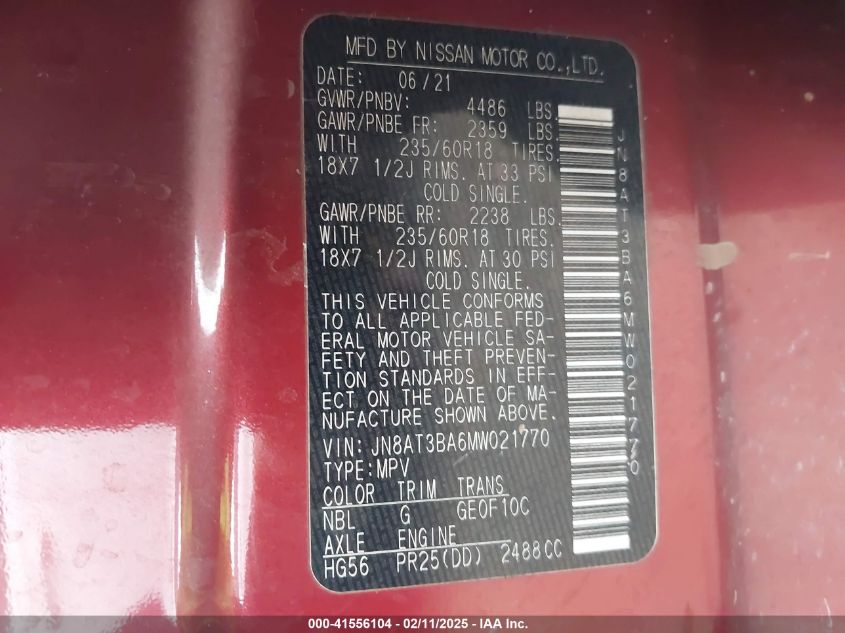 MFD BY NISSAN MOTOR CO.,LTD.
DATE: 06/21
GVWR/PNBV: 4486 LBS.
GAWR/PNBE FR: 2359 LBS.
WITH 235/60R18 TIRES.
18X7 1/2J RIMS. AT 33 PSI
COLD SINGLE.
GAWR/PNBE RR: 2238 LBS.
WITH 235/60R18 TIRES.
18X7 1/2J RIMS. AT 30 PSI
COLD SINGLE.
THIS VEHICLE CONFORMS
TO ALL APPLICABLE FED-
ERAL MOTOR VEHICLE SA-
FETY AND THEFT PREVEN-
TION STANDARDS IN EFF-
ECT ON THE DATE OF MA-
NUFACTURE SHOWN ABOVE.
VIN: JN8AT3BA6MW021770
TYPE:MPV
COLOR TRIM TRANS
NBL G GE0F10C
AXLE ENGINE
HG56 PR25(DD) 2488CC
JN8AT3BA6MW021770
000-41556104 - 02/11/2025 - IAA Inc.